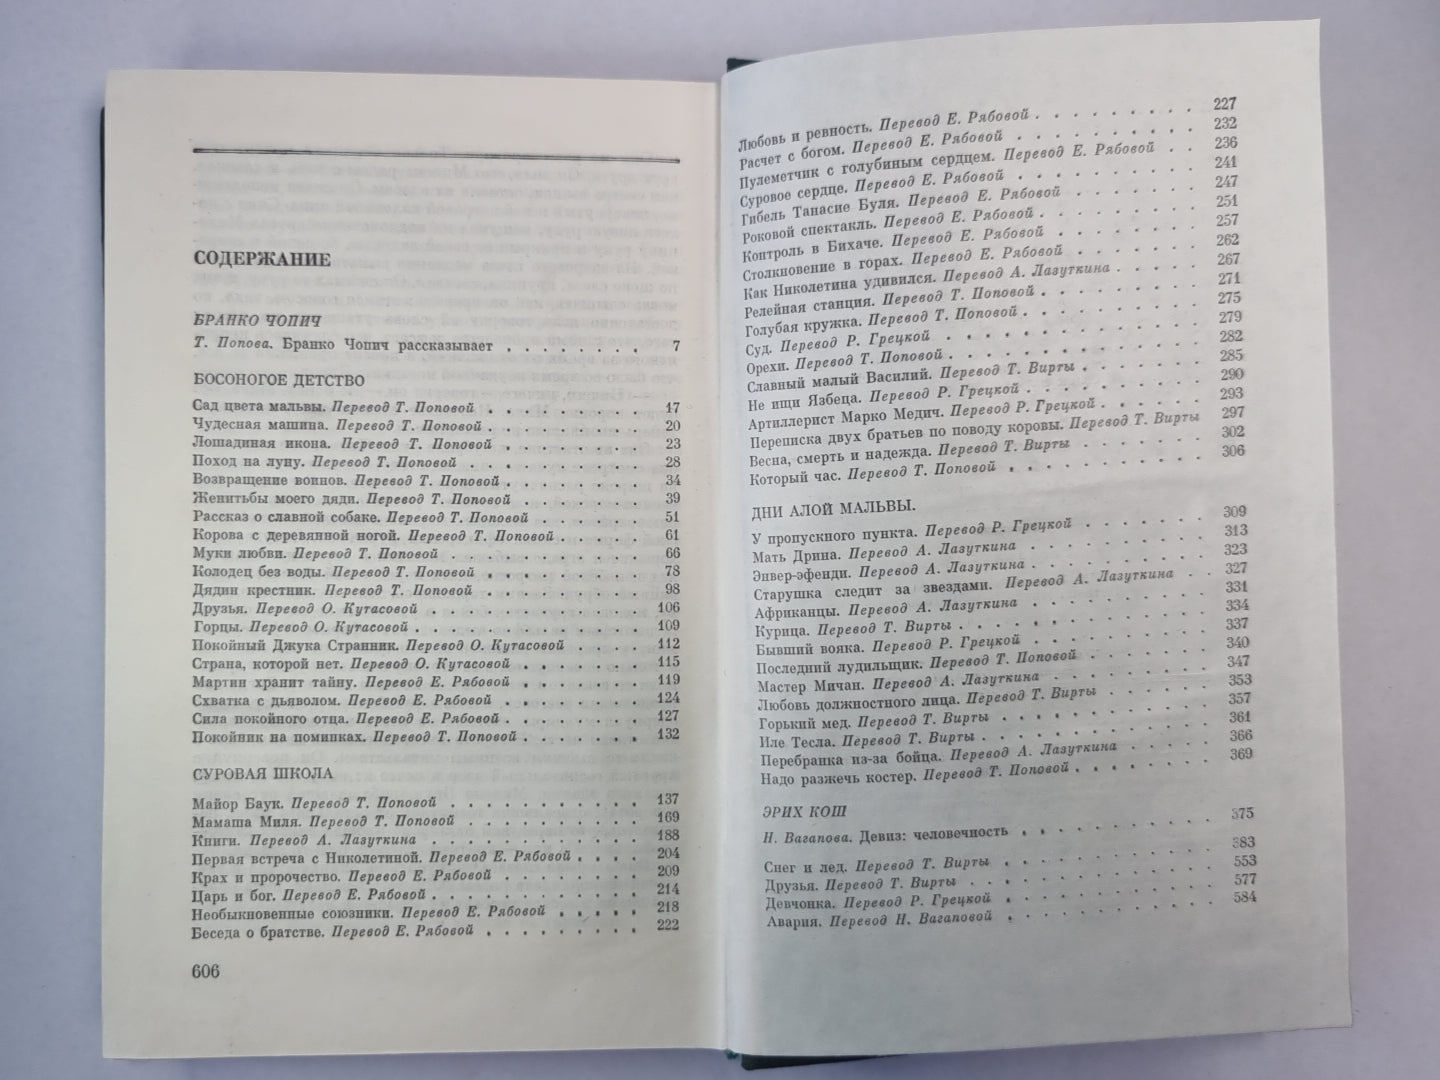 СОДЕРЖАНИЕ
БРАНКО ЧОПИЧ
Т. Попова. Бранко Чопич рассказывает . . . . . . . . 7
БОСОНОГОЕ ДЕТСТВО
Сад цвета мальвы. Перевод Т. Поповой . . . . . . . . . 17
Чудесная машина. Перевод Т. Поповой . . . . . . . . . 20
Лошадиная икона. Перевод Т. Поповой . . . . . . . . 23
Поход на луну. Перевод Т. Поповой . . . . . . . . . . 28
Возвращение воинов. Перевод Т. Поповой . . . . . . . . 34
Женитьбы моего дяди. Перевод Т. Поповой . . . . . . . 39
Рассказ о славной собаке. Перевод Т. Поповой . . . . . . 51
Корова с деревянной ногой. Перевод Т. Поповой . . . . . 61
Муки любви. Перевод Т. Поповой . . . . . . . . . . . 66
Колодец без воды. Перевод Т. Поповой . . . . . . . . . 78
Дядин крестник. Перевод Т. Поповой . . . . . . . . . 98
Друзья. Перевод О. Кутасовой . . . . . . . . . . . . 106
Горцы. Перевод О. Кутасовой . . . . . . . . . . . . . 109
Покойный Джука Странник. Перевод О. Кутасовой . . . . 112
Страна, которой нет. Перевод О. Кутасовой . . . . . . . 115
Мартин хранит тайну. Перевод Е. Рябовой . . . . . . . 119
Схватка с дьяволом. Перевод Е. Рябовой . . . . . . . . 124
Сила покойного отца. Перевод Е. Рябовой . . . . . . . . 127
Покойник на поминках. Перевод Т. Поповой . . . . . . . 132
СУРОВАЯ ШКОЛА
Майор Баук. Перевод Т. Поповой . . . . . . . . . . . 137
Мамаша Миля. Перевод Т. Поповой . . . . . . . . . . 169
Книги. Перевод А. Лазуткина . . . . . . . . . . . . 188
Первая встреча с Николетиной. Перевод Е. Рябовой . . . . 204
Крах и пророчество. Перевод Е. Рябовой . . . . . . . . 209
Царь и бог. Перевод Е. Рябовой . . . . . . . . . . . . 214
Необыкновенные союзники. Перевод Е. Рябовой . . . . . 218
Беседа о братстве. Перевод Е. Рябовой . . . . . . . . . 222
606
Любовь и ревность. Перевод Е. Рябовой . . . . . . . . . 227
Расчет с богом. Перевод Е. Рябовой . . . . . . . . . . 232
Пулеметчик с голубиным сердцем. Перевод Е. Рябовой . . 236
Суровое сердце. Перевод Е. Рябовой . . . . . . . . . . 241
Гибель Танасие Буля. Перевод Е. Рябовой . . . . . . . 247
Роковой спектакль. Перевод Е. Рябовой . . . . . . . . 251
Контроль в Бихаче. Перевод Е. Рябовой . . . . . . . . 257
Столкновение в горах. Перевод Е. Рябовой . . . . . . . 262
Как Николетина удивился. Перевод А. Лазуткина . . . . . 267
Релейная станция. Перевод Т. Поповой . . . . . . . . . 271
Голубая кружка. Перевод Т. Поповой . . . . . . . . . . 275
Суд. Перевод Р. Грецкой . . . . . . . . . . . . . . 279
Орехи. Перевод Т. Поповой . . . . . . . . . . . . . 282
Славный малый Василий. Перевод Т. Вирты . . . . . . . 285
Не ищи Язбеца. Перевод Р. Грецкой . . . . . . . . . . 290
Артиллерист Марко Медич. Перевод Р. Грецкой . . . . . . 293
Переписка двух братьев по поводу коровы. Перевод Т. Вирты 297
Весна, смерть и надежда. Перевод Т. Вирты . . . . . . . 302
Который час. Перевод Т. Поповой . . . . . . . . . . . 306
ДНИ АЛОЙ МАЛЬВЫ.
У пропускного пункта. Перевод Р. Грецкой . . . . . . . 309
Мать Дрина. Перевод А. Лазуткина . . . . . . . . . . 313
Энвер-эфенди. Перевод А. Лазуткина . . . . . . . . . . 323
Старушка следит за звездами. Перевод А. Лазуткина . . 327
Африканцы. Перевод А. Лазуткина . . . . . . . . . . 331
Курица. Перевод Т. Вирты . . . . . . . . . . . . . . 334
Бывший вояка. Перевод Р. Грецкой . . . . . . . . . . 337
Последний лудильщик. Перевод Т. Поповой . . . . . . . 340
Мастер Мичан. Перевод А. Лазуткина . . . . . . . . . 347
Любовь должностного лица. Перевод Т. Вирты . . . . . . 353
Горький мед. Перевод Т. Вирты . . . . . . . . . . . . 357
Иле Тесла. Перевод Т. Вирты . . . . . . . . . . . . . 361
Перебранка из-за бойца. Перевод А. Лазуткина . . . . . 366
Надо разжечь костер. Перевод Т. Поповой . . . . . . . . 369
ЭРИХ КОШ
Н. Вагапова. Девиз: человечность . . . . . . . . . . . 375
Снег и лед. Перевод Т. Вирты . . . . . . . . . . . . 383
Друзья. Перевод Т. Вирты . . . . . . . . . . . . . . 553
Девчонка. Перевод Р. Грецкой . . . . . . . . . . . . 577
Авария. Перевод Н. Вагаповой . . . . . . . . . . . . 584